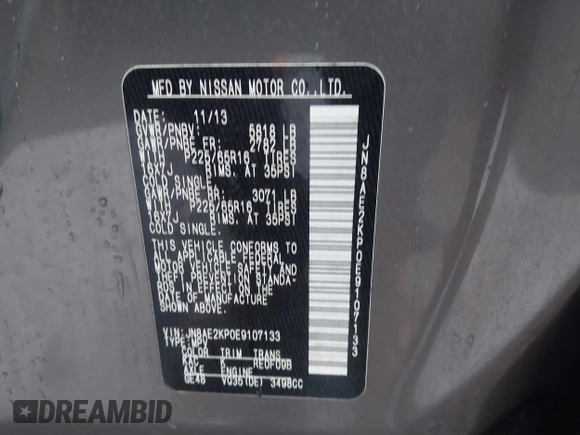 MFD BY NISSAN MOTOR CO.,LTD.
DATE: 11/13
GVWR/PNBV: 5818 LB
GAWR/PNBE FR: 2782 LB
WITH P225/65R16 TIRES
16X7J RIMS, AT 35PSI
COLD SINGLE.
GAWR/PNBE RR: 3071 LB
WITH P225/65R16 TIRES
16X7J RIMS, AT 35PSI
COLD SINGLE.
THIS VEHICLE CONFORMS TO
ALL APPLICABLE FEDERAL
MOTOR VEHICLE SAFETY AND
THEFT PREVENTION STANDA-
RDS IN EFFECT ON THE DATE
OF MANUFACTURE
SHOWN ABOVE.
VIN: JN8AE2KP0E9107133
TYPE: MPV
COLOR TRIM TRANS
KAC RE0F09B
AXLE ENGINE
GE48 VQ35(DE) 3498CC
JN8AE2KP0E9107133
DREAMBID